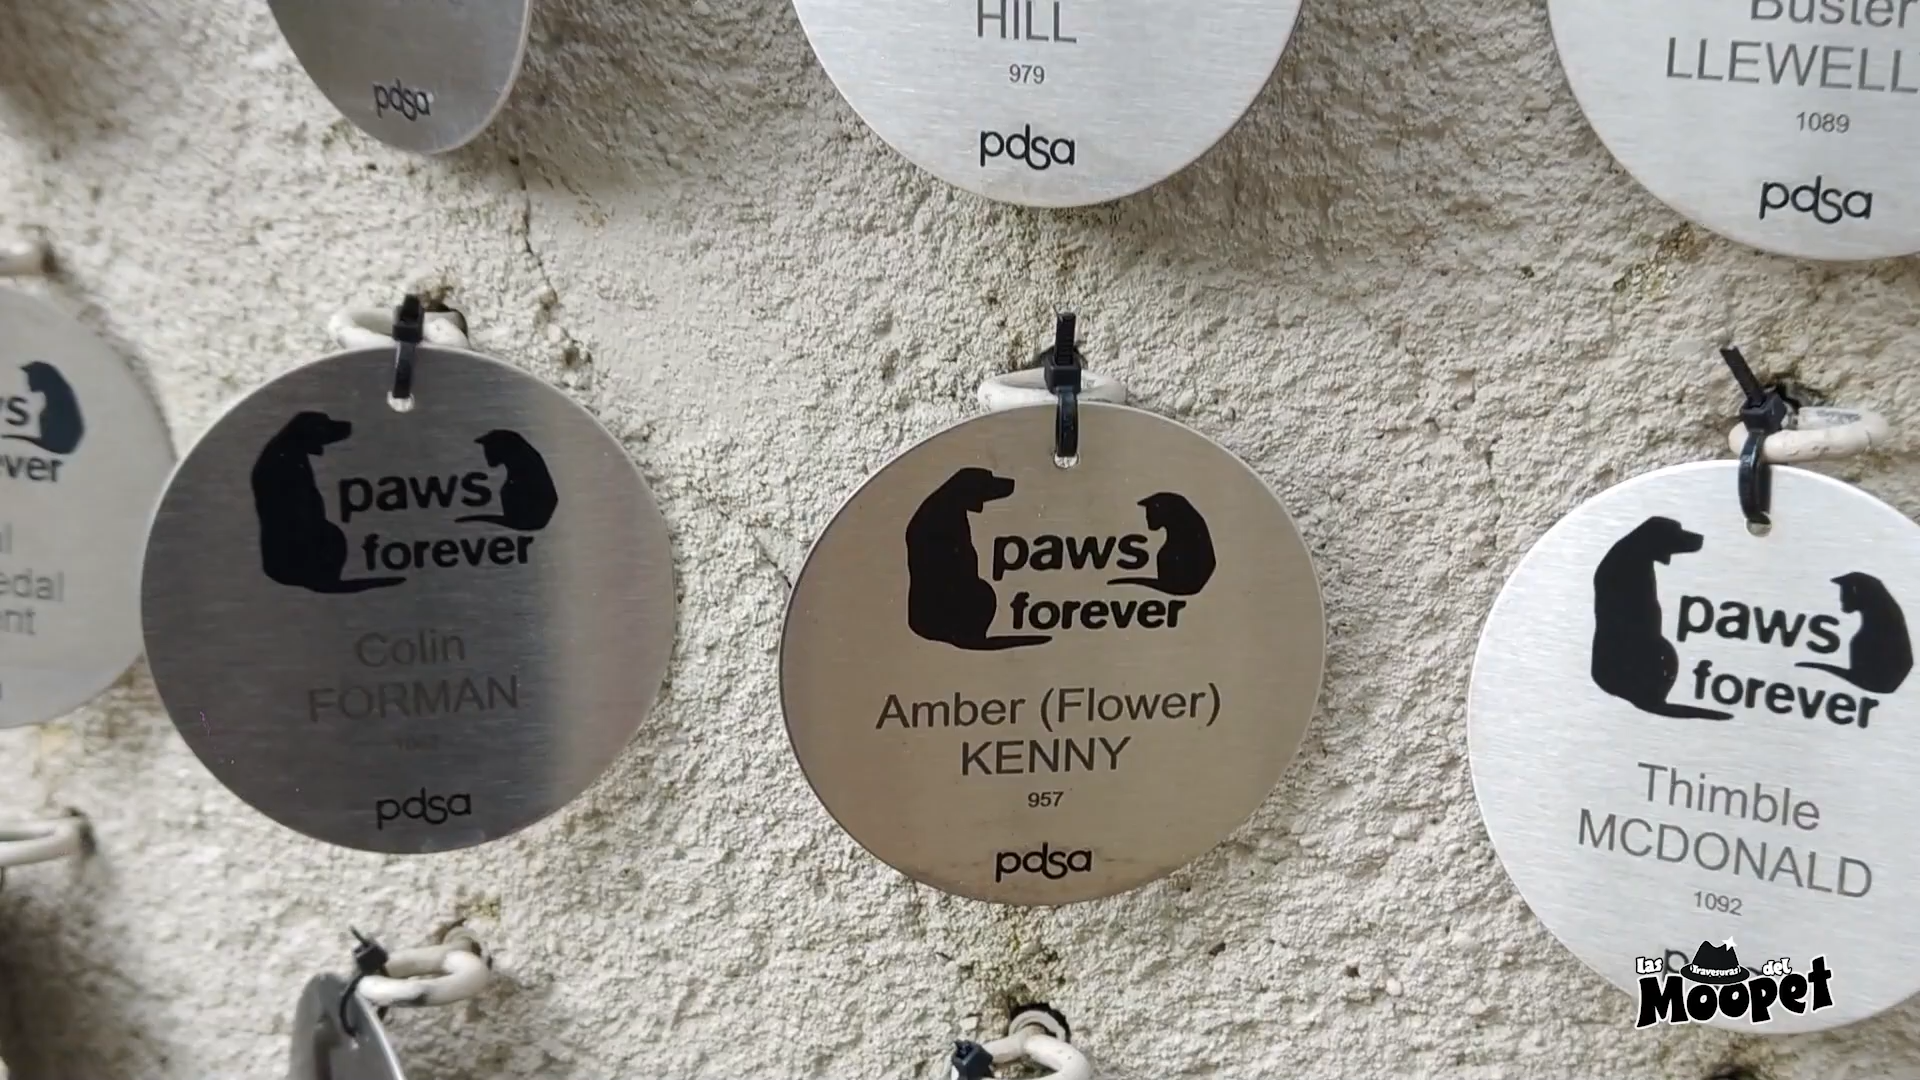 pdsa
HILL
979
pdsa
Buster
LLEWELL
1089
pdsa
paws
forever
Colin
FORMAN
pdsa
paws
forever
Amber (Flower)
KENNY
957
pdsa
paws
forever
Thimble
MCDONALD
1092
Las Travesuras del
Moopet